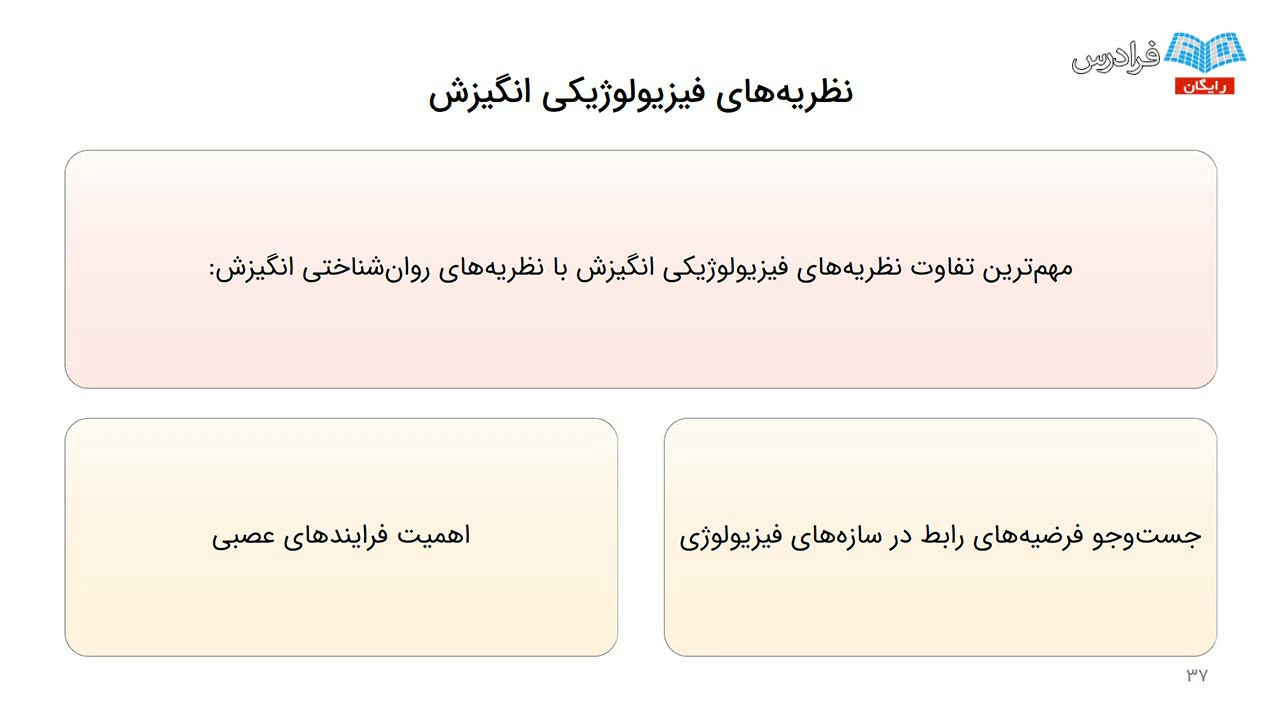 فرادرس
رایگان
نظریه‌های فیزیولوژیکی انگیزش
مهم‌ترین تفاوت نظریه‌های فیزیولوژیکی انگیزش با نظریه‌های روان‌شناختی انگیزش:
جست‌وجو فرضیه‌های رابط در سازه‌های فیزیولوژی
اهمیت فرایندهای عصبی
۳۷